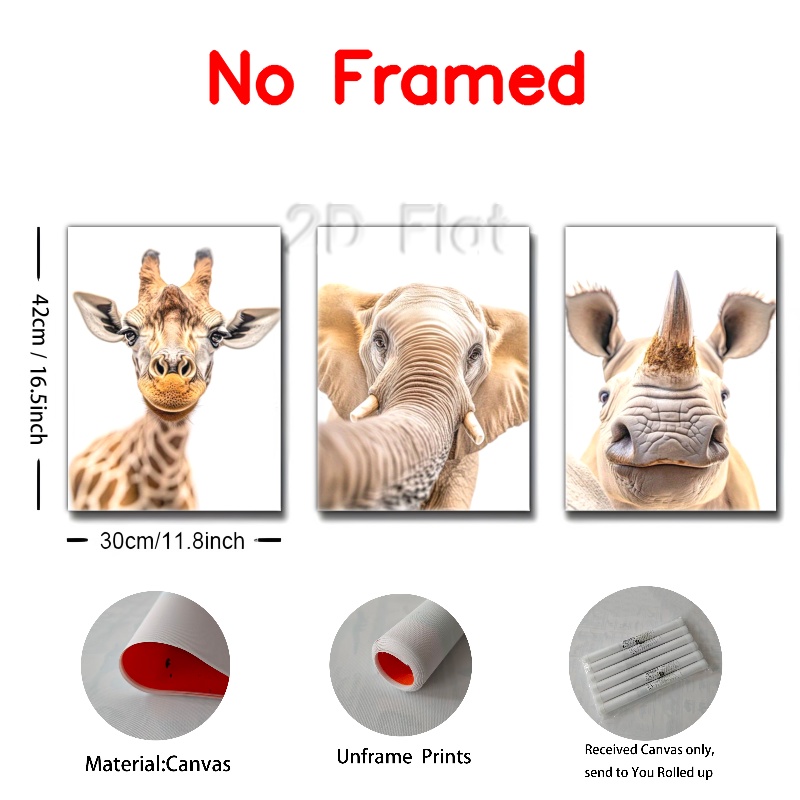 No Framed
2D Flat
42cm / 16.5inch
30cm/11.8inch
Material:Canvas
Unframe Prints
Received Canvas only,
send to You Rolled up